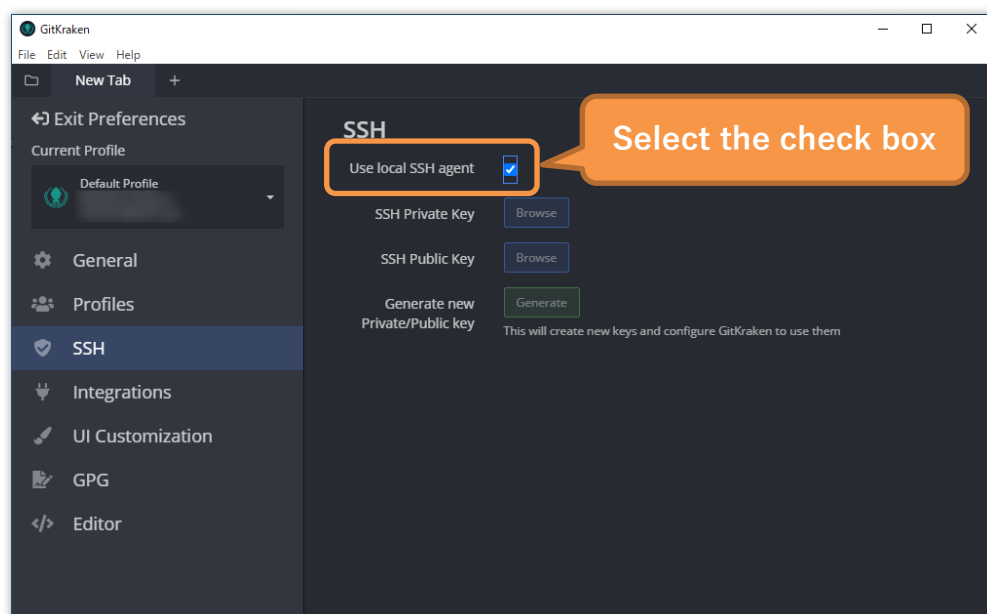 GitKraken
File Edit View Help
New Tab +
Exit Preferences
Current Profile
Default Profile
General
Profiles
SSH
Integrations
UI Customization
GPG
Editor
SSH
Use local SSH agent
Select the check box
SSH Private Key Browse
SSH Public Key Browse
Generate new Generate
Private/Public key
This will create new keys and configure GitKraken to use them